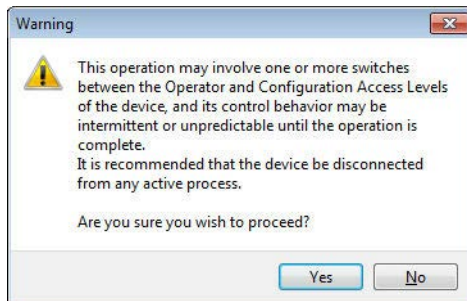 Warning
This operation may involve one or more switches
between the Operator and Configuration Access Levels
of the device, and its control behavior may be
intermittent or unpredictable until the operation is
complete.
It is recommended that the device be disconnected
from any active process.
Are you sure you wish to proceed?
Yes No